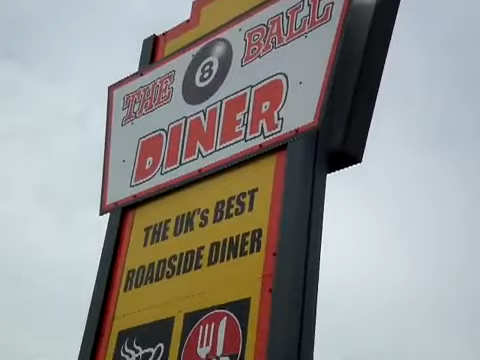 THE 8 BALL
DINER
THE UK's BEST
ROADSIDE DINER